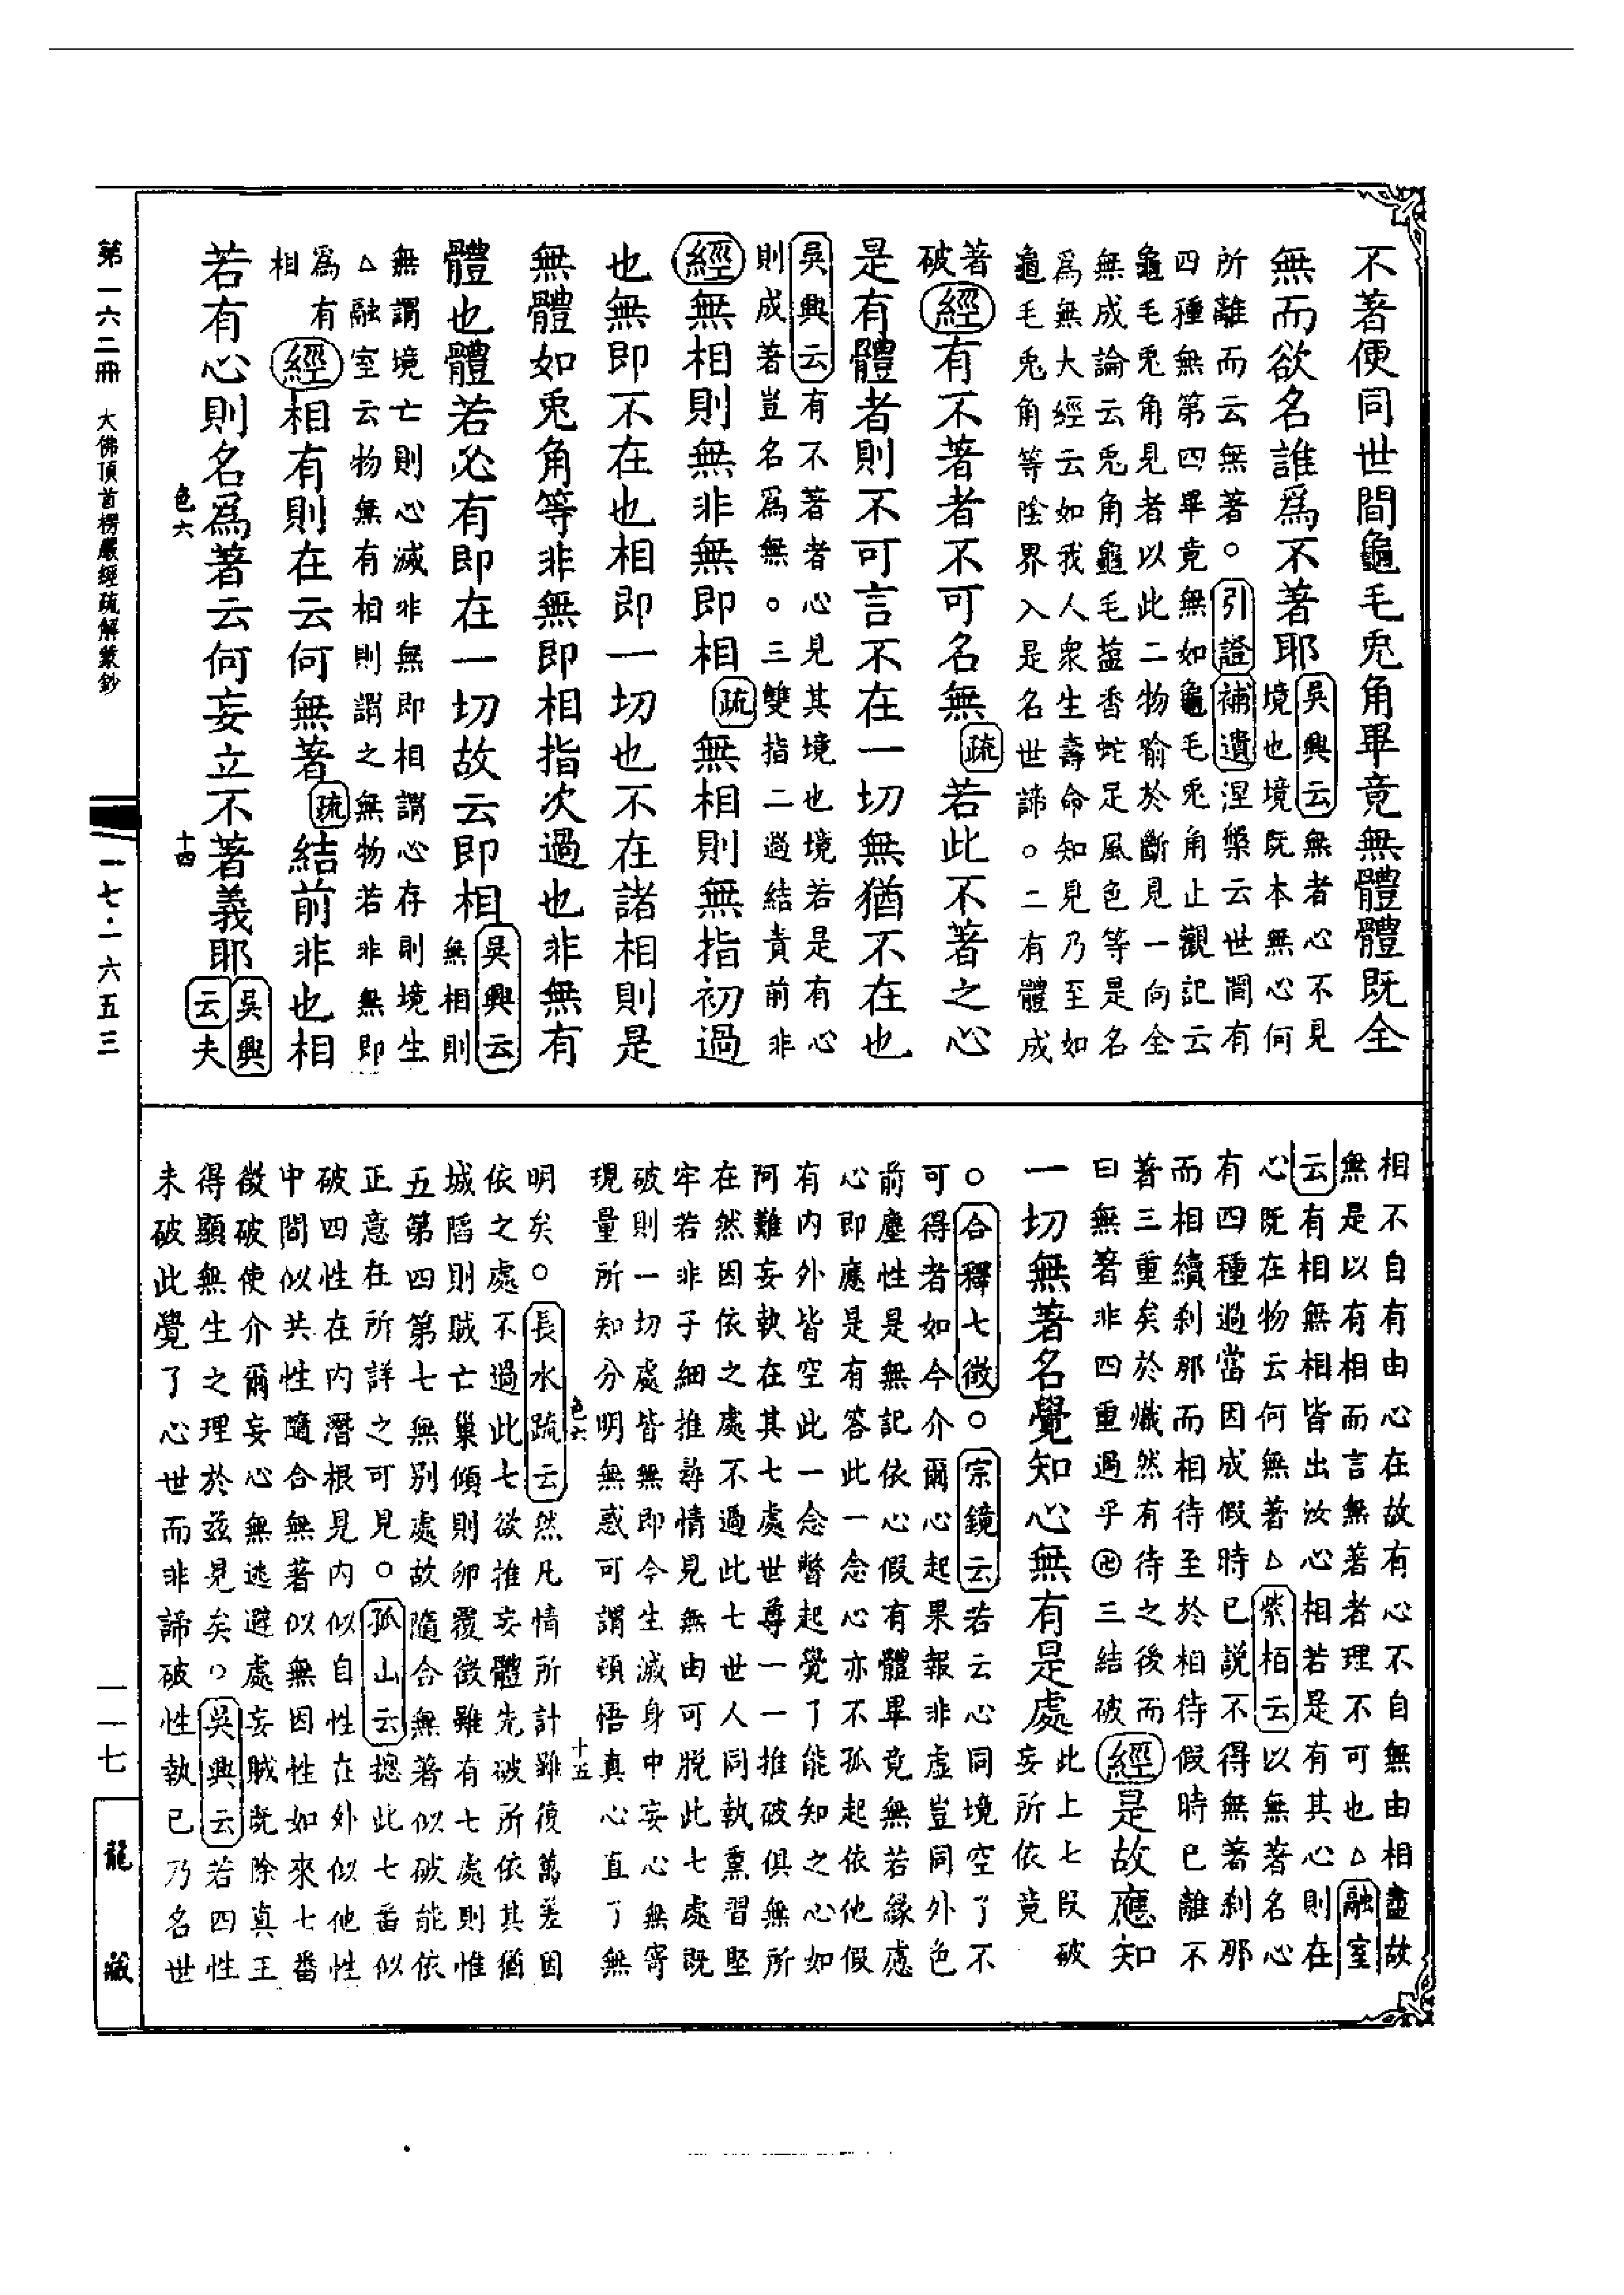 不著便同世間龜毛兎角畢竟無體體既全
無而欲名誰爲不著耶吳興云無者心不見
境也境既本無心何
所離而云無著。引證補遺涅槃云世間有
四種無第四畢竟無如龜毛兎角止觀記云
龜毛兎角見者以此二物喻於斷見一向全
無成論云兎角龜毛香蛇足風色等是名
爲無大經云如我人衆生壽命知見乃至如
龜毛兎角等陰界入是名世諦。二有體成
著
破經有不著者不可名無疏若此不著之心
是有體者則不可言不在一切無猶不在也
吳興云有不著者心見其境也境若是有心
則成著豈名爲無。三雙指二過結責前非
經無相則無非無即相疏無相則無指初過
也無即不在也相即一切也不在諸相則是
無體如兎角等非無即相指次過也非無有
體也體若必有即在一切故云即相吳興云
無相則
無謂境亡則心滅非無即相謂心存則境生
△融室云物無有相則謂之無物若非無即
爲有
相經相有則在云何無著疏結前非也相
若有心則名爲著云何妄立不著義耶吳興
云夫
色六
十四
第一六二冊　大佛頂首楞嚴經疏解蒙鈔
一七·一六五三
相不自有由心在故有心不自無由相盡故
無是以有相而言無著者理不可也△融室
云有相無相皆出汝心相若是有其心則在
心既在物云何無著△紫栢云以無著名心
有四種過當因成假時已說不得無著刹那
而相續刹那而相待至於相待假時已離不
著三重矣於熾然有待之後而
曰無著非四重過乎卍三結破經是故應知
一切無著名覺知心無有是處此上七段破
妄所依竟
。合釋七徵。宗鏡云若云心同境空了不
可得者如今介爾心起果報非虛豈同外色
前塵性是無記依心假有體畢竟無若緣慮
心即應是有答此一念心亦不孤起依他假
有內外皆空此一念瞥起覺了能知之心如
阿難妄執在其七處世尊一一推破俱無所
在然因依之處不過此七世人同執熏習堅
牢若非子細推尋情見無由可脫此七處既
破則一切處皆無即今生滅身中妄心無寄
現量所知分明無惑可謂頓悟真心直了無
色六
十五
明矣。長水疏云然凡情所計雖復萬差因
依之處不過此七欲推妄體先破所依其猶
城䧟則賊亡巢傾則卵覆徵雖有七處則惟
五第四第七無別處故隨合無著似破能依
正意在所詳之可見。孤山云揔此七番似
破四性在內潛根見內似自性在外似他性
中間似共性隨合無著似無因性如來七番
徵破使介爾妄心無逃避處妄賊既除真王
得顯無生之理於茲見矣。吳興云若四性
未破此覺了心世而非諦破性執已乃名世
一一七
龍藏